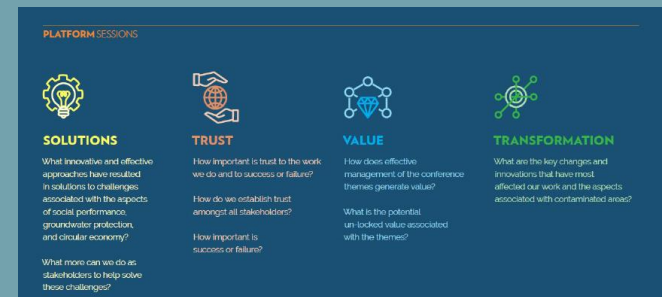 PLATFORM SESSIONS
SOLUTIONS
What innovative and effective
approaches have resulted
in solutions to challenges
associated with the aspects
of social performance,
groundwater protection,
and circular economy?
What more can we do as
stakeholders to help solve
these challenges?
TRUST
How important is trust to the work
we do and to success or failure?
How do we establish trust
amongst all stakeholders?
How important is
success or failure?
VALUE
How does effective
management of the conference
themes generate value?
What is the potential
un-locked value associated
with the themes?
TRANSFORMATION
What are the key changes and
innovations that have most
affected our work and the aspects
associated with contaminated areas?